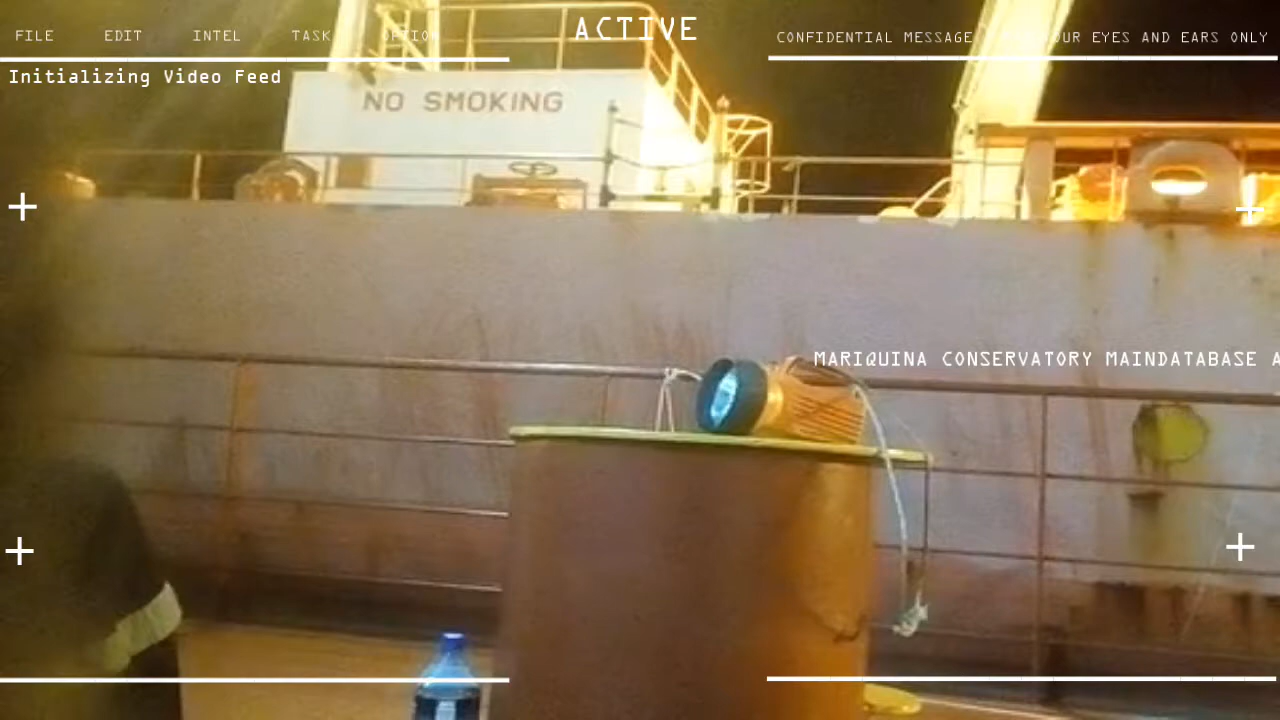 FILE EDIT INTEL TASK OPTION
ACTIVE
CONFIDENTIAL MESSAGE OUR EYES AND EARS ONLY
Initializing Video Feed
NO SMOKING
MARIQUINA CONSERVATORY MAINDATABASE A